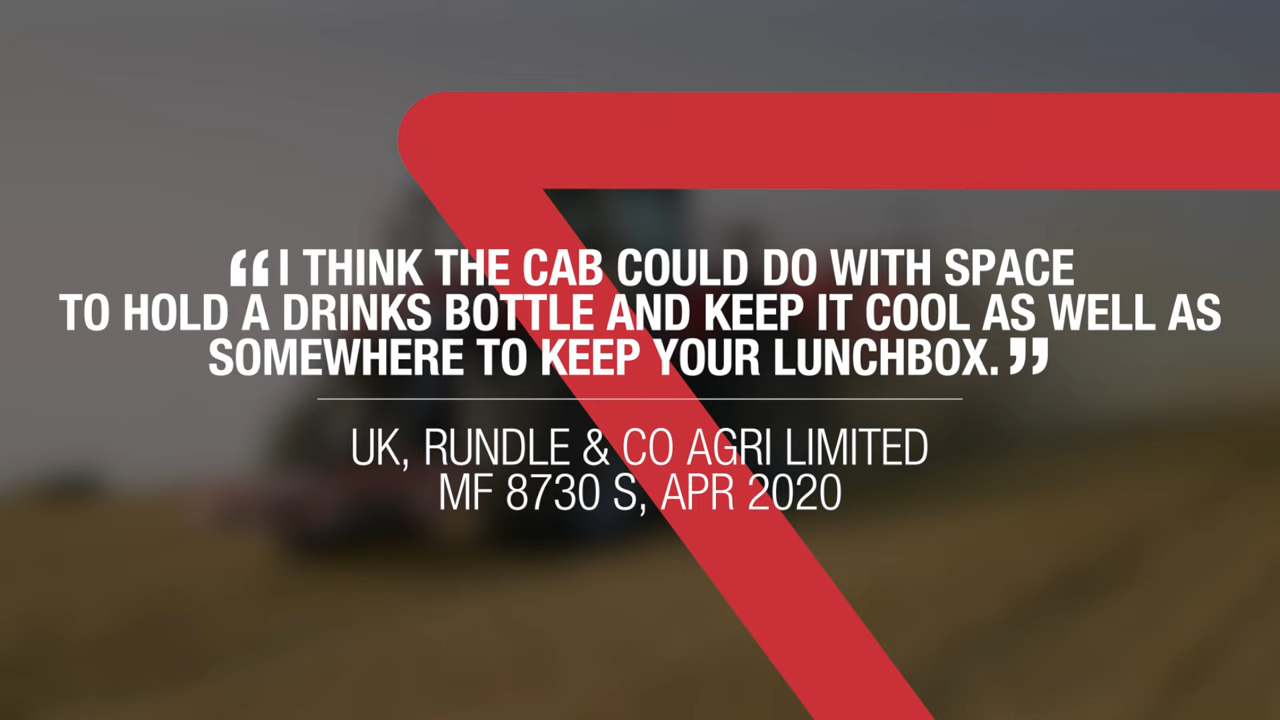 ❝I THINK THE CAB COULD DO WITH SPACE
TO HOLD A DRINKS BOTTLE AND KEEP IT COOL AS WELL AS
SOMEWHERE TO KEEP YOUR LUNCHBOX.❞
UK, RUNDLE & CO AGRI LIMITED
MF 8730 S, APR 2020